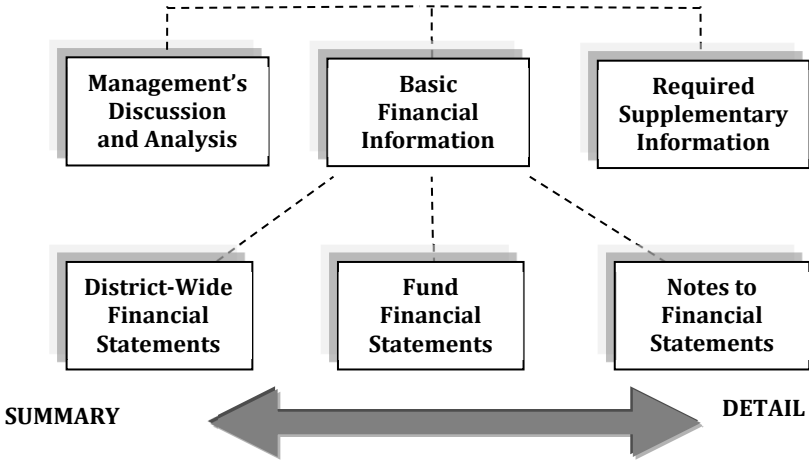 Management's
Discussion
and Analysis
Basic
Financial
Information
Required
Supplementary
Information
District-Wide
Financial
Statements
Fund
Financial
Statements
Notes to
Financial
Statements
SUMMARY
DETAIL